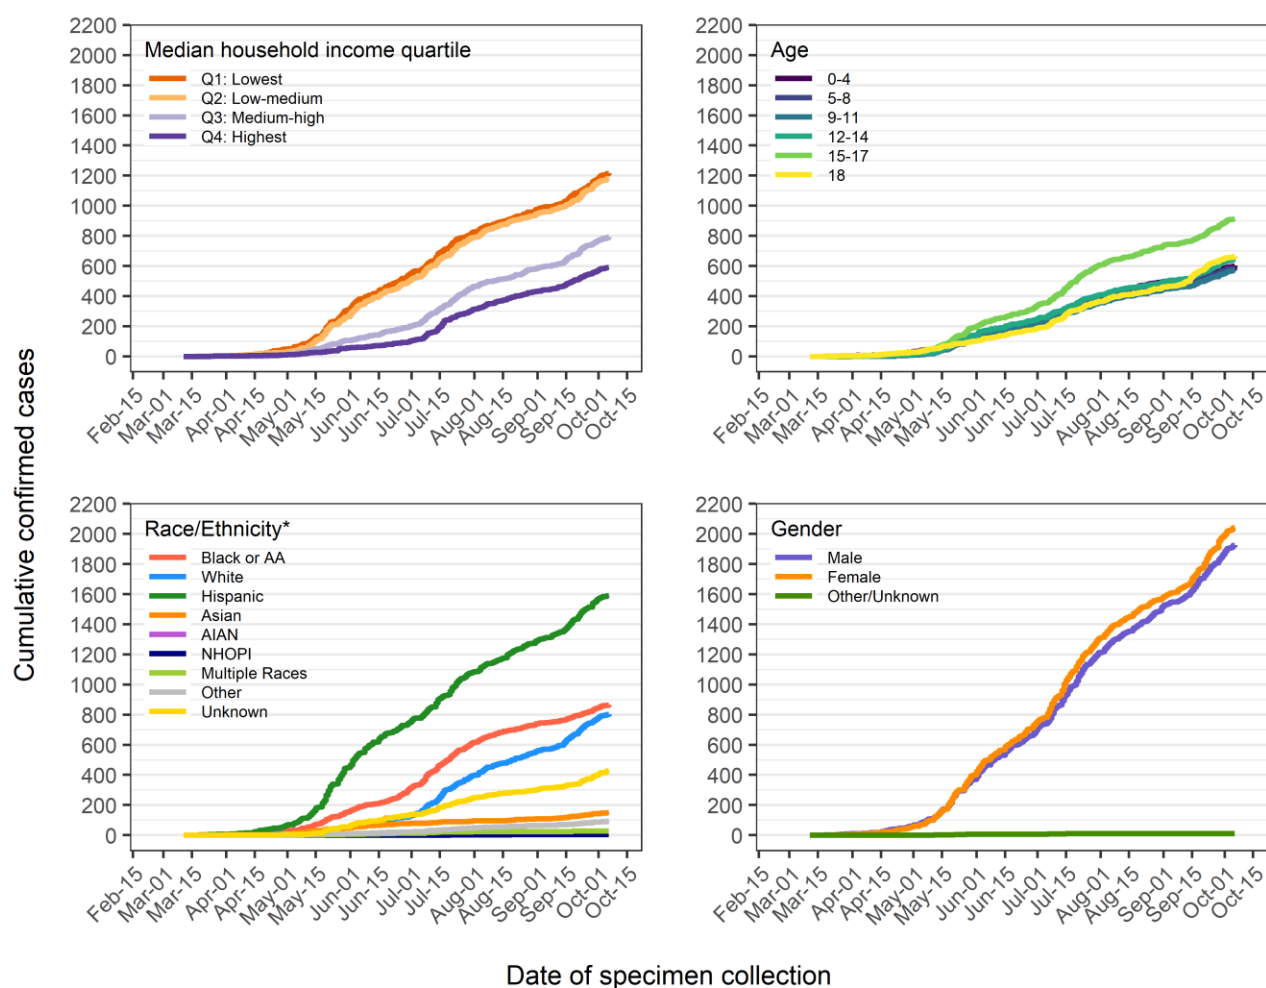 Cumulative confirmed cases
2200
2000
1800
1600
1400
1200
1000
800
600
400
200
0
Median household income quartile
Q1: Lowest
Q2: Low-medium
Q3: Medium-high
Q4: Highest
Feb-15 Mar-01 Mar-15 Apr-01 Apr-15 May-01 May-15 Jun-01 Jun-15 Jul-01 Jul-15 Aug-01 Aug-15 Sep-01 Sep-15 Oct-01 Oct-15
2200
2000
1800
1600
1400
1200
1000
800
600
400
200
0
Age
0-4
5-8
9-11
12-14
15-17
18
Feb-15 Mar-01 Mar-15 Apr-01 Apr-15 May-01 May-15 Jun-01 Jun-15 Jul-01 Jul-15 Aug-01 Aug-15 Sep-01 Sep-15 Oct-01 Oct-15
2200
2000
1800
1600
1400
1200
1000
800
600
400
200
0
Race/Ethnicity*
Black or AA
White
Hispanic
Asian
AIAN
NHOPI
Multiple Races
Other
Unknown
Feb-15 Mar-01 Mar-15 Apr-01 Apr-15 May-01 May-15 Jun-01 Jun-15 Jul-01 Jul-15 Aug-01 Aug-15 Sep-01 Sep-15 Oct-01 Oct-15
2200
2000
1800
1600
1400
1200
1000
800
600
400
200
0
Gender
Male
Female
Other/Unknown
Feb-15 Mar-01 Mar-15 Apr-01 Apr-15 May-01 May-15 Jun-01 Jun-15 Jul-01 Jul-15 Aug-01 Aug-15 Sep-01 Sep-15 Oct-01 Oct-15
Date of specimen collection